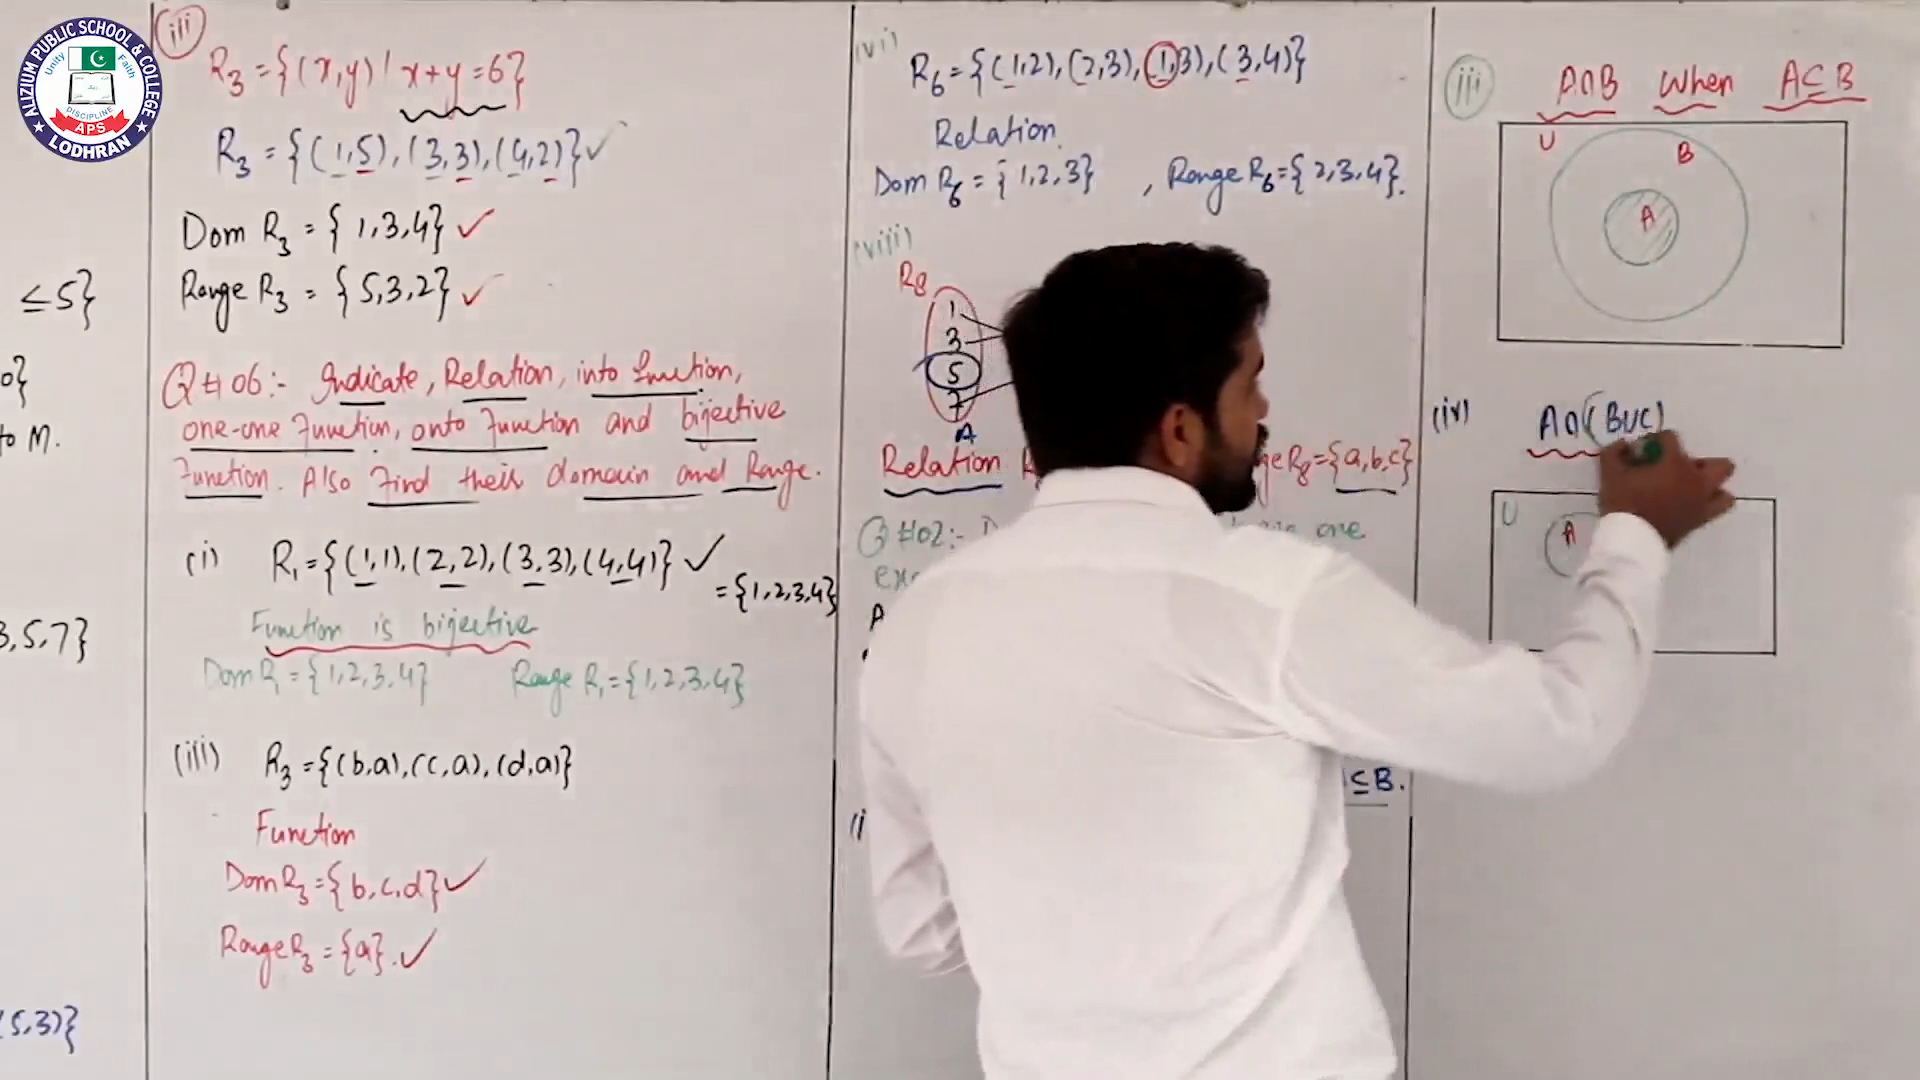 ALIZIUM PUBLIC SCHOOL & COLLEGE
Unity
Faith
DISCIPLINE
APS
LODHRAN
≤5}
0}
to M.
3,5,7}
(5,3)}
(iii)
R₃ = {(x,y) | x+y=6}
R₃ = {(1,5), (3,3), (4,2)} ✓
Dom R₃ = {1,3,4} ✓
Range R₃ = {5,3,2} ✓
Q#06:- Indicate, Relation, into function,
one-one Function, onto Function and bijective
Function. Also Find their domain and Range.
(i) R₁ = {(1,1), (2,2), (3,3), (4,4)} ✓
= {1,2,3,4}
Function is bijective
Dom R₁ = {1,2,3,4} Range R₁ = {1,2,3,4}
(iii) R₃ = {(b,a), (c,a), (d,a)}
Function
Dom R₃ = {b,c,d} ✓
Range R₃ = {a}. ✓
(vi)
R₆ = {(1,2), (2,3), (1,3), (3,4)}
Relation.
Dom R₆ = {1,2,3} , Range R₆ = {2,3,4}.
(viii)
R₈
1
3
5
7
A
Relation R₈ = {a,b,c}
Q#02:- one
A
⊆B.
(i
iii A∩B when A⊆B
U
B
A
(iv) A∩(B∪C)
U
A